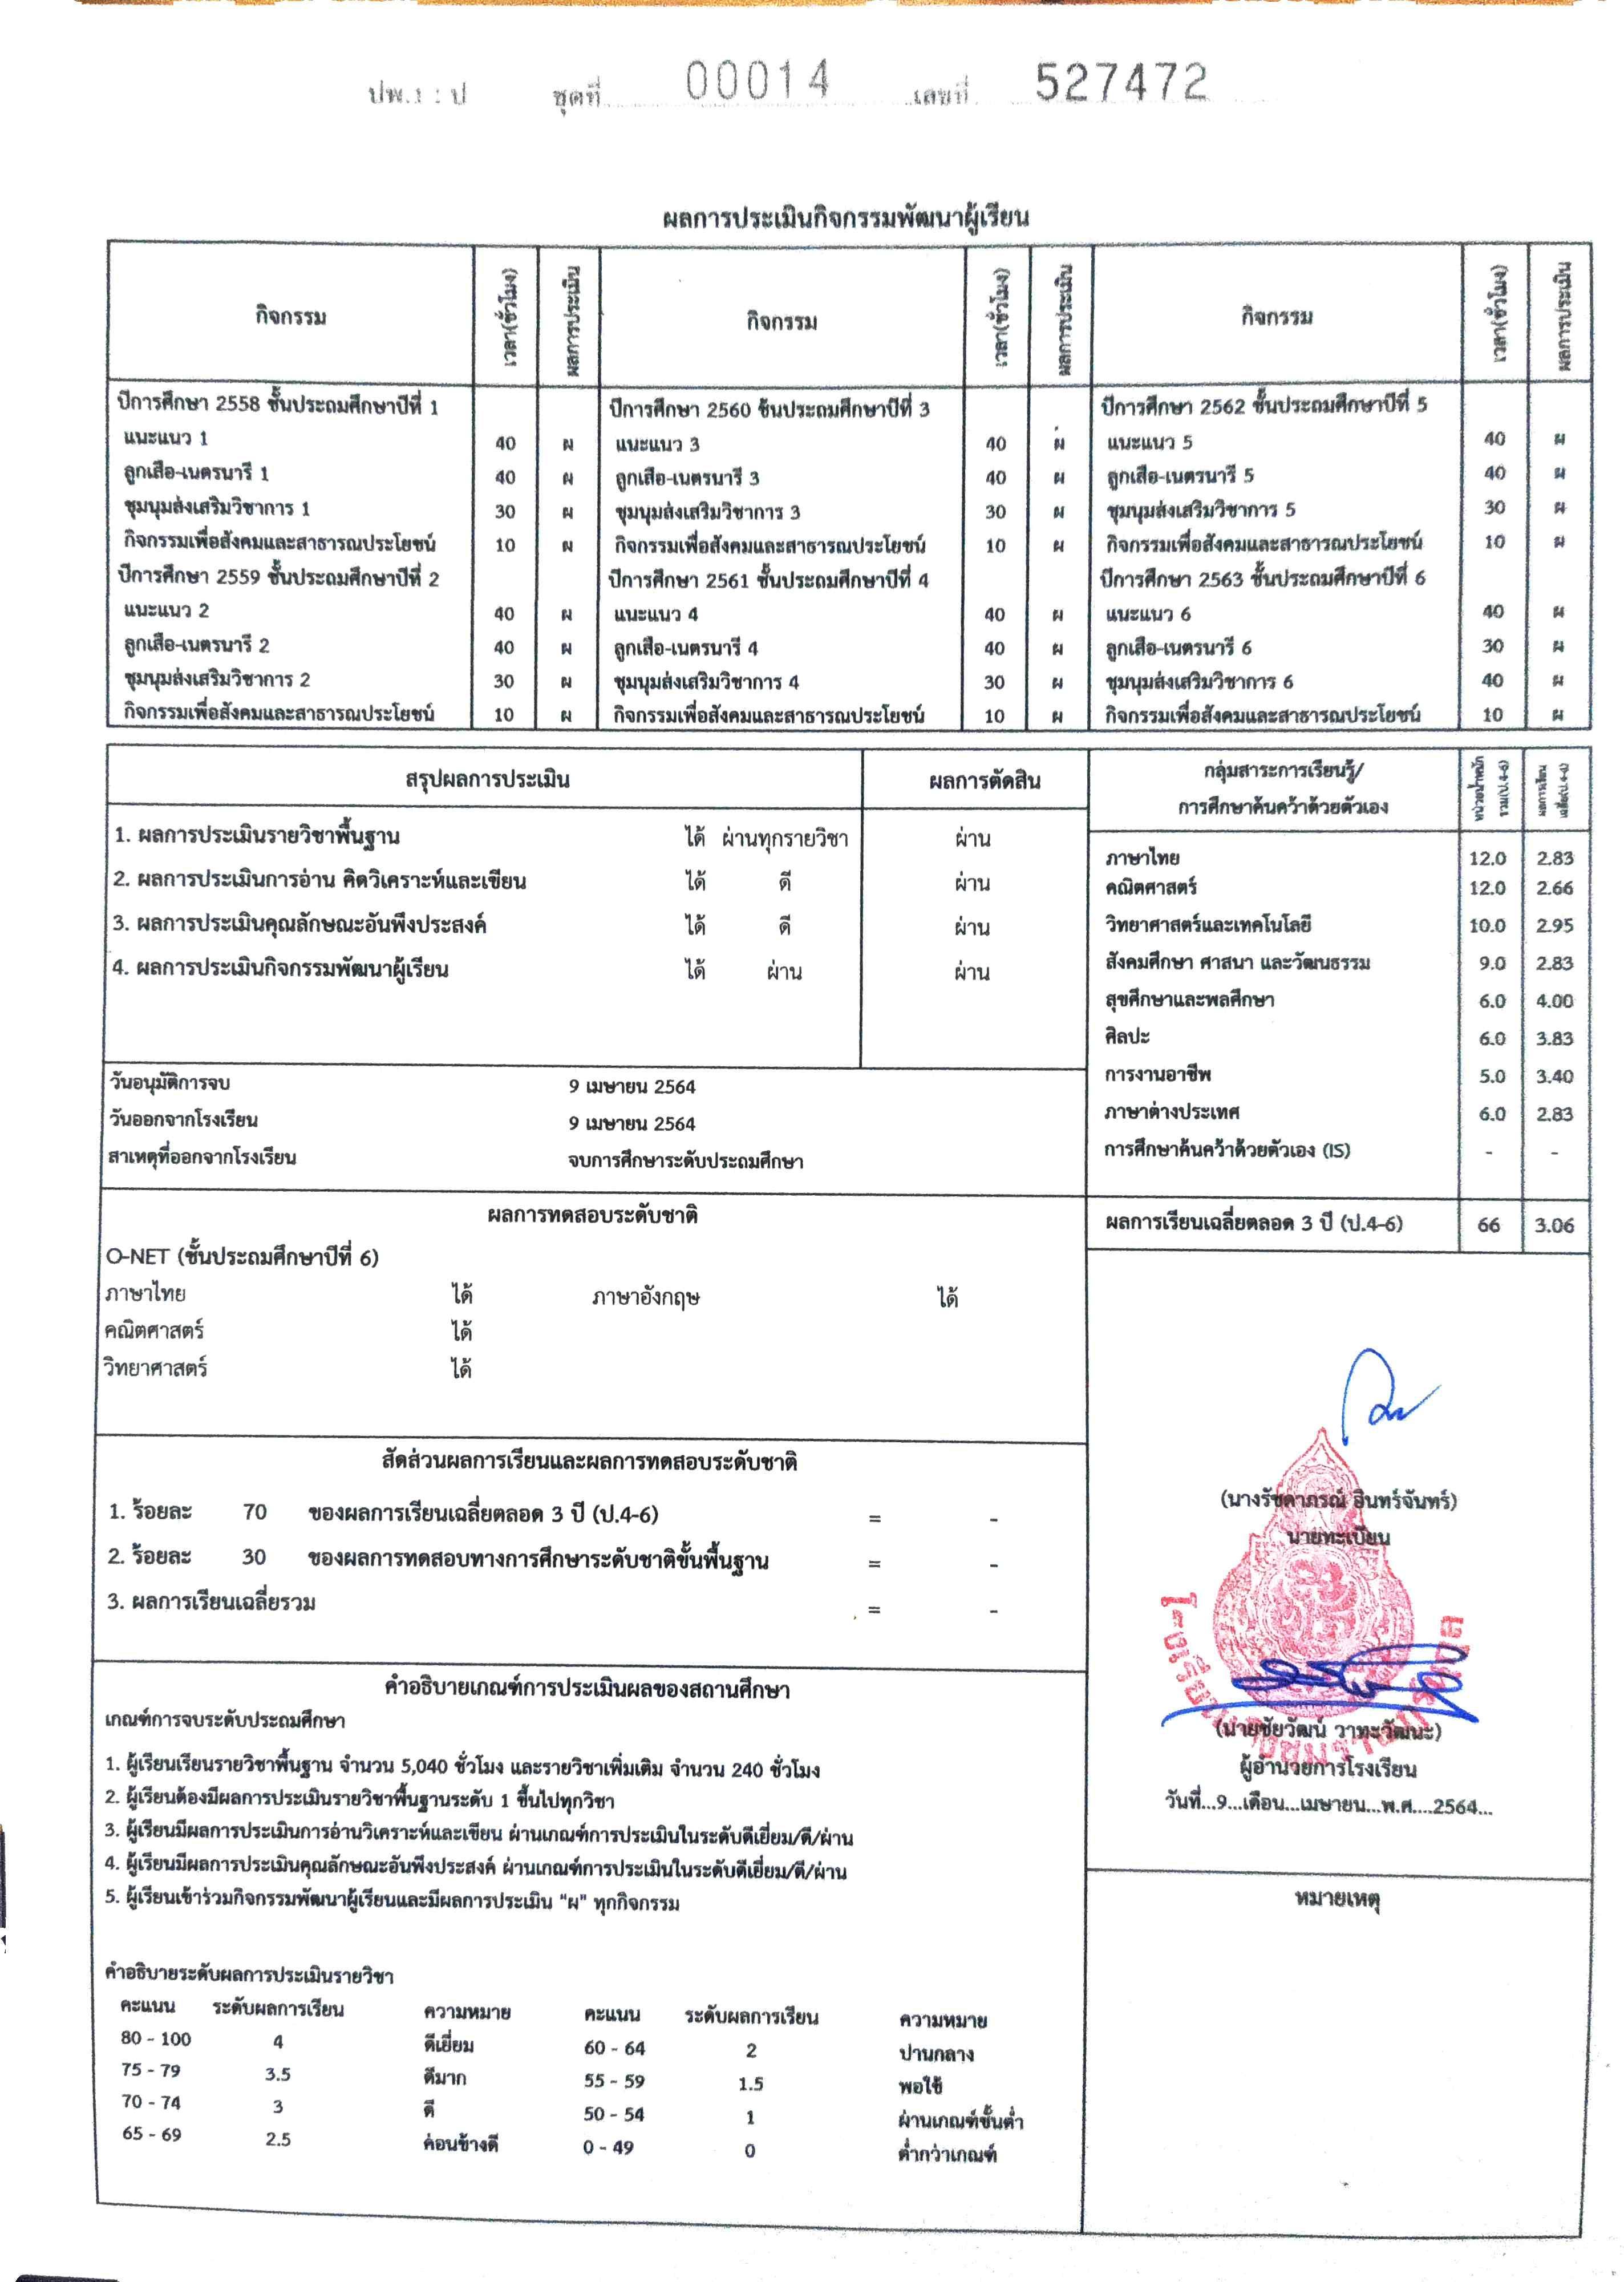 ปพ.1 : ป ชุดที่ 00014 เลขที่ 527472
ผลการประเมินกิจกรรมพัฒนาผู้เรียน
กิจกรรม เวลา(ชั่วโมง) ผลการประเมิน กิจกรรม เวลา(ชั่วโมง) ผลการประเมิน กิจกรรม เวลา(ชั่วโมง) ผลการประเมิน
ปีการศึกษา 2558 ชั้นประถมศึกษาปีที่ 1 ปีการศึกษา 2560 ชั้นประถมศึกษาปีที่ 3 ปีการศึกษา 2562 ชั้นประถมศึกษาปีที่ 5
แนะแนว 1 40 ผ แนะแนว 3 40 ผ แนะแนว 5 40 ผ
ลูกเสือ-เนตรนารี 1 40 ผ ลูกเสือ-เนตรนารี 3 40 ผ ลูกเสือ-เนตรนารี 5 40 ผ
ชุมนุมส่งเสริมวิชาการ 1 30 ผ ชุมนุมส่งเสริมวิชาการ 3 30 ผ ชุมนุมส่งเสริมวิชาการ 5 30 ผ
กิจกรรมเพื่อสังคมและสาธารณประโยชน์ 10 ผ กิจกรรมเพื่อสังคมและสาธารณประโยชน์ 10 ผ กิจกรรมเพื่อสังคมและสาธารณประโยชน์ 10 ผ
ปีการศึกษา 2559 ชั้นประถมศึกษาปีที่ 2 ปีการศึกษา 2561 ชั้นประถมศึกษาปีที่ 4 ปีการศึกษา 2563 ชั้นประถมศึกษาปีที่ 6
แนะแนว 2 40 ผ แนะแนว 4 40 ผ แนะแนว 6 40 ผ
ลูกเสือ-เนตรนารี 2 40 ผ ลูกเสือ-เนตรนารี 4 40 ผ ลูกเสือ-เนตรนารี 6 30 ผ
ชุมนุมส่งเสริมวิชาการ 2 30 ผ ชุมนุมส่งเสริมวิชาการ 4 30 ผ ชุมนุมส่งเสริมวิชาการ 6 40 ผ
กิจกรรมเพื่อสังคมและสาธารณประโยชน์ 10 ผ กิจกรรมเพื่อสังคมและสาธารณประโยชน์ 10 ผ กิจกรรมเพื่อสังคมและสาธารณประโยชน์ 10 ผ
สรุปผลการประเมิน ผลการตัดสิน
1. ผลการประเมินรายวิชาพื้นฐาน ได้ ผ่านทุกรายวิชา ผ่าน
2. ผลการประเมินการอ่าน คิดวิเคราะห์และเขียน ได้ ดี ผ่าน
3. ผลการประเมินคุณลักษณะอันพึงประสงค์ ได้ ดี ผ่าน
4. ผลการประเมินกิจกรรมพัฒนาผู้เรียน ได้ ผ่าน ผ่าน
วันอนุมัติการจบ 9 เมษายน 2564
วันออกจากโรงเรียน 9 เมษายน 2564
สาเหตุที่ออกจากโรงเรียน จบการศึกษาระดับประถมศึกษา
กลุ่มสาระการเรียนรู้/
การศึกษาค้นคว้าด้วยตัวเอง
หน่วยน้ำหนัก
รวม(ป.4-6)
ผลการเรียน
เฉลี่ย(ป.4-6)
ภาษาไทย 12.0 2.83
คณิตศาสตร์ 12.0 2.66
วิทยาศาสตร์และเทคโนโลยี 10.0 2.95
สังคมศึกษา ศาสนา และวัฒนธรรม 9.0 2.83
สุขศึกษาและพลศึกษา 6.0 4.00
ศิลปะ 6.0 3.83
การงานอาชีพ 5.0 3.40
ภาษาต่างประเทศ 6.0 2.83
การศึกษาค้นคว้าด้วยตัวเอง (IS) - -
ผลการเรียนเฉลี่ยตลอด 3 ปี (ป.4-6) 66 3.06
ผลการทดสอบระดับชาติ
O-NET (ชั้นประถมศึกษาปีที่ 6)
ภาษาไทย ได้ ภาษาอังกฤษ ได้
คณิตศาสตร์ ได้
วิทยาศาสตร์ ได้
สัดส่วนผลการเรียนและผลการทดสอบระดับชาติ
1. ร้อยละ 70 ของผลการเรียนเฉลี่ยตลอด 3 ปี (ป.4-6) = -
2. ร้อยละ 30 ของผลการทดสอบทางการศึกษาระดับชาติขั้นพื้นฐาน = -
3. ผลการเรียนเฉลี่ยรวม = -
(นางรัชดาภรณ์ อินทร์จันทร์)
นายทะเบียน
(นายชัยวัฒน์ วาทะวัฒนะ)
ผู้อำนวยการโรงเรียน
วันที่...9...เดือน...เมษายน...พ.ศ....2564...
หมายเหตุ
คำอธิบายเกณฑ์การประเมินผลของสถานศึกษา
เกณฑ์การจบระดับประถมศึกษา
1. ผู้เรียนเรียนรายวิชาพื้นฐาน จำนวน 5,040 ชั่วโมง และรายวิชาเพิ่มเติม จำนวน 240 ชั่วโมง
2. ผู้เรียนต้องมีผลการประเมินรายวิชาพื้นฐานระดับ 1 ขึ้นไปทุกวิชา
3. ผู้เรียนมีผลการประเมินการอ่านวิเคราะห์และเขียน ผ่านเกณฑ์การประเมินในระดับดีเยี่ยม/ดี/ผ่าน
4. ผู้เรียนมีผลการประเมินคุณลักษณะอันพึงประสงค์ ผ่านเกณฑ์การประเมินในระดับดีเยี่ยม/ดี/ผ่าน
5. ผู้เรียนเข้าร่วมกิจกรรมพัฒนาผู้เรียนและมีผลการประเมิน "ผ" ทุกกิจกรรม
คำอธิบายระดับผลการประเมินรายวิชา
คะแนน ระดับผลการเรียน ความหมาย คะแนน ระดับผลการเรียน ความหมาย
80 - 100 4 ดีเยี่ยม 60 - 64 2 ปานกลาง
75 - 79 3.5 ดีมาก 55 - 59 1.5 พอใช้
70 - 74 3 ดี 50 - 54 1 ผ่านเกณฑ์ขั้นต่ำ
65 - 69 2.5 ค่อนข้างดี 0 - 49 0 ต่ำกว่าเกณฑ์